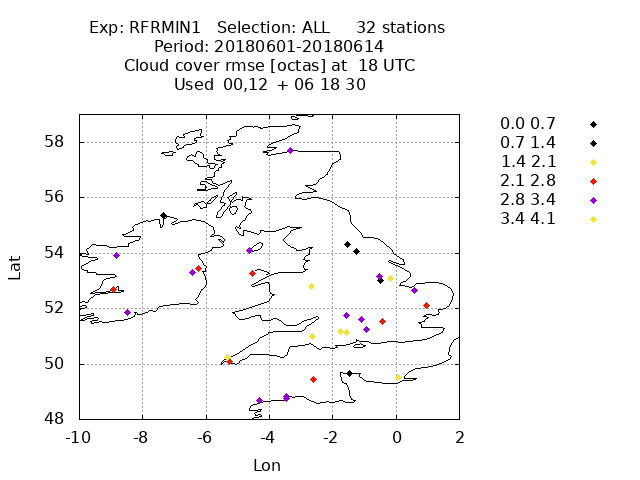 Exp: RFRMIN1 Selection: ALL 32 stations
Period: 20180601-20180614
Cloud cover rmse [octas] at 18 UTC
Used 00,12 + 06 18 30
0.0 0.7
0.7 1.4
1.4 2.1
2.1 2.8
2.8 3.4
3.4 4.1
58
56
54
52
50
48
Lat
-10 -8 -6 -4 -2 0 2
Lon